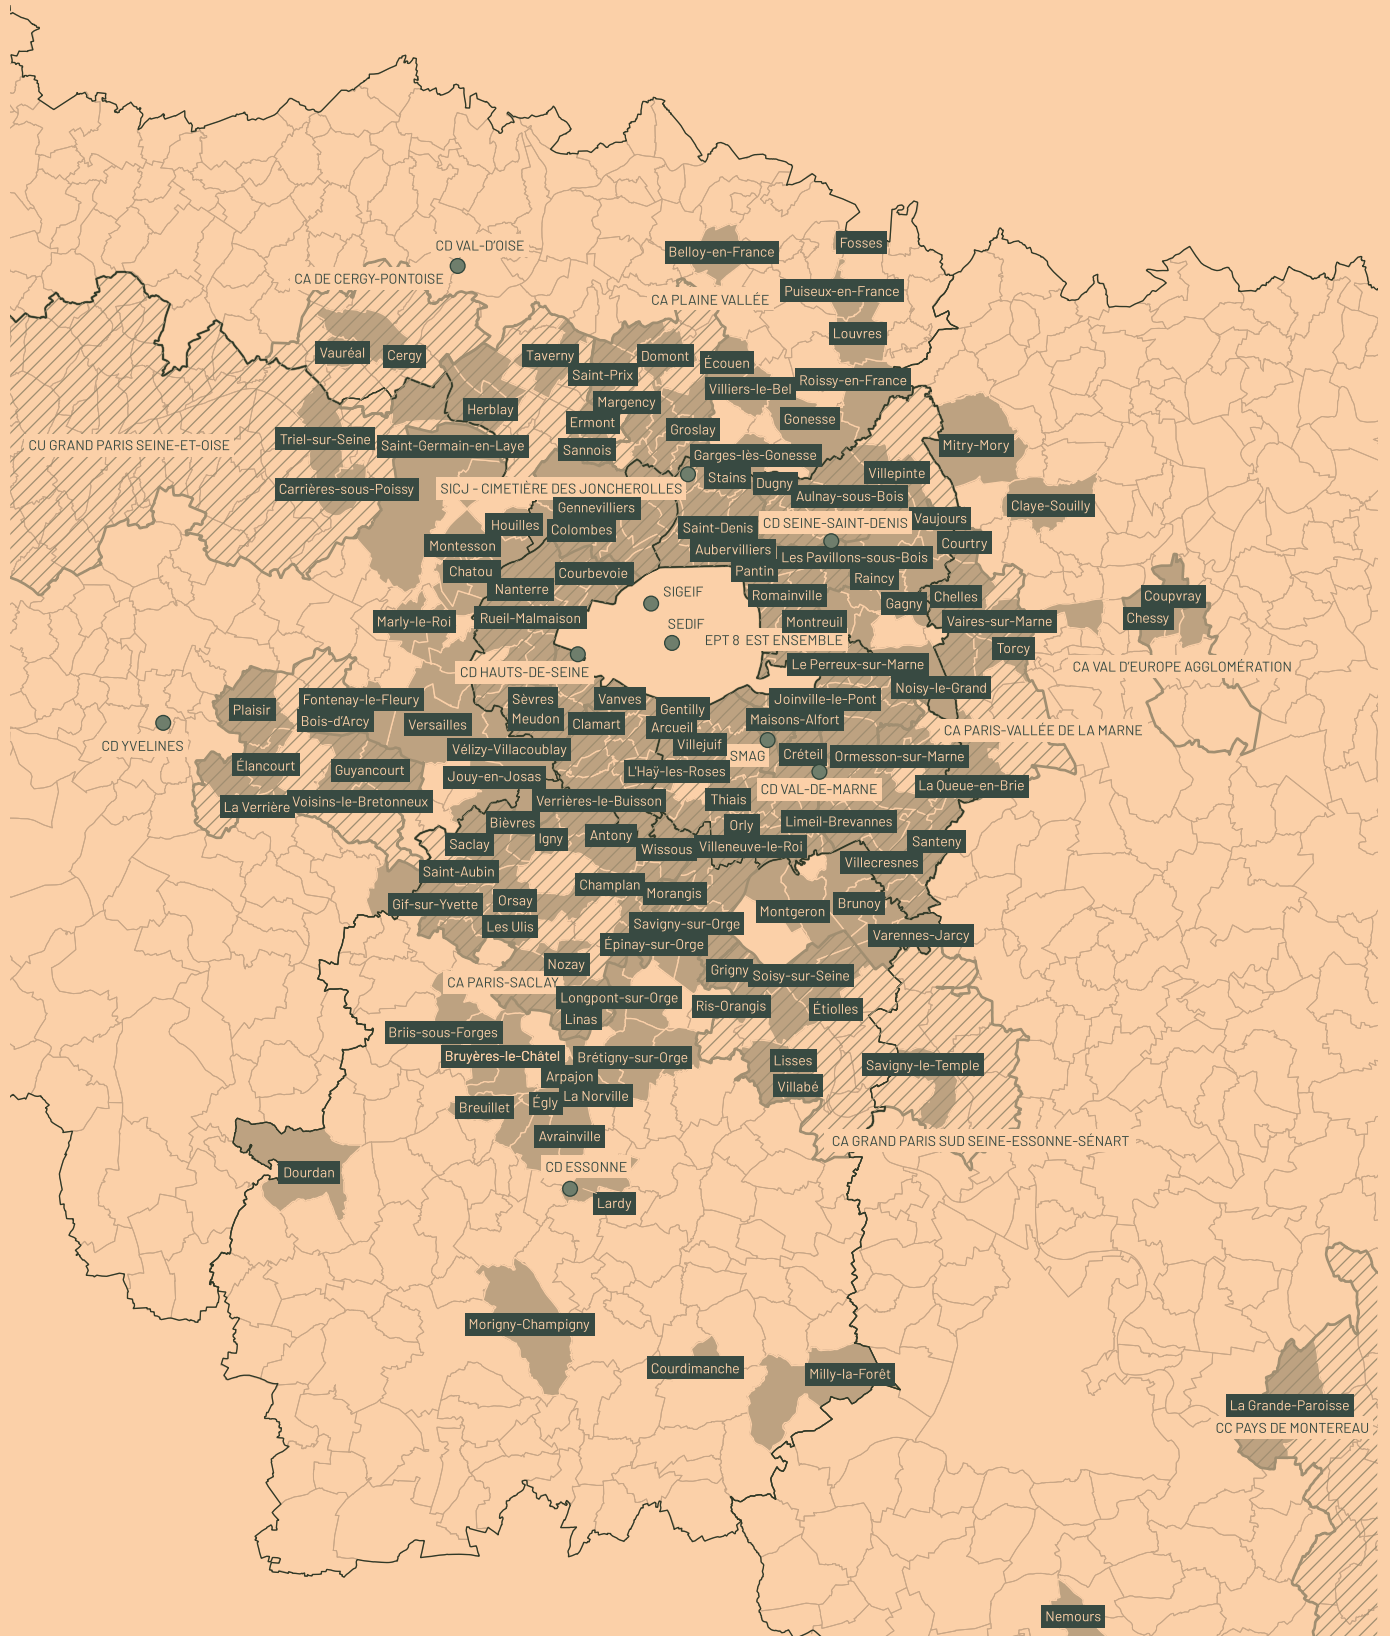 CD VAL-D'OISE
Belloy-en-France
Fosses
CA DE CERGY-PONTOISE
CA PLAINE VALLÉE
Puiseux-en-France
Louvres
Vauréal
Cergy
Taverny
Domont
Écouen
Saint-Prix
Villiers-le-Bel
Roissy-en-France
Herblay
Margency
Ermont
Groslay
Gonesse
CU GRAND PARIS SEINE-ET-OISE
Triel-sur-Seine
Saint-Germain-en-Laye
Sannois
Garges-lès-Gonesse
Mitry-Mory
Carrières-sous-Poissy
SICJ - CIMETIÈRE DES JONCHEROLLES
Stains
Dugny
Villepinte
Aulnay-sous-Bois
Claye-Souilly
Gennevilliers
Houilles
Colombes
Saint-Denis
CD SEINE-SAINT-DENIS
Vaujours
Montesson
Aubervilliers
Les Pavillons-sous-Bois
Courtry
Chatou
Courbevoie
Pantin
Raincy
Nanterre
SIGEIF
Romainville
Gagny
Chelles
Coupvray
Marly-le-Roi
Rueil-Malmaison
SEDIF
Montreuil
Vaires-sur-Marne
Chessy
EPT 8 EST ENSEMBLE
Torcy
CD HAUTS-DE-SEINE
Le Perreux-sur-Marne
CA VAL D'EUROPE AGGLOMÉRATION
Noisy-le-Grand
Plaisir
Fontenay-le-Fleury
Sèvres
Vanves
Gentilly
Joinville-le-Pont
Bois-d'Arcy
Versailles
Meudon
Clamart
Arcueil
Maisons-Alfort
CD YVELINES
Vélizy-Villacoublay
Villejuif
SMAG
Créteil
Ormesson-sur-Marne
CA PARIS-VALLÉE DE LA MARNE
Élancourt
Guyancourt
Jouy-en-Josas
L'Haÿ-les-Roses
CD VAL-DE-MARNE
La Queue-en-Brie
La Verrière
Voisins-le-Bretonneux
Verrières-le-Buisson
Thiais
Bièvres
Orly
Limeil-Brevannes
Saclay
Igny
Antony
Wissous
Villeneuve-le-Roi
Santeny
Saint-Aubin
Villecresnes
Champlan
Morangis
Gif-sur-Yvette
Orsay
Montgeron
Brunoy
Les Ulis
Savigny-sur-Orge
Varennes-Jarcy
Épinay-sur-Orge
Nozay
Grigny
Soisy-sur-Seine
CA PARIS-SACLAY
Longpont-sur-Orge
Ris-Orangis
Étiolles
Linas
Briis-sous-Forges
Bruyères-le-Châtel
Brétigny-sur-Orge
Lisses
Savigny-le-Temple
Arpajon
Villabé
Breuillet
Égly
La Norville
Avrainville
CA GRAND PARIS SUD SEINE-ESSONNE-SÉNART
Dourdan
CD ESSONNE
Lardy
Morigny-Champigny
Courdimanche
Milly-la-Forêt
La Grande-Paroisse
CC PAYS DE MONTEREAU
Nemours